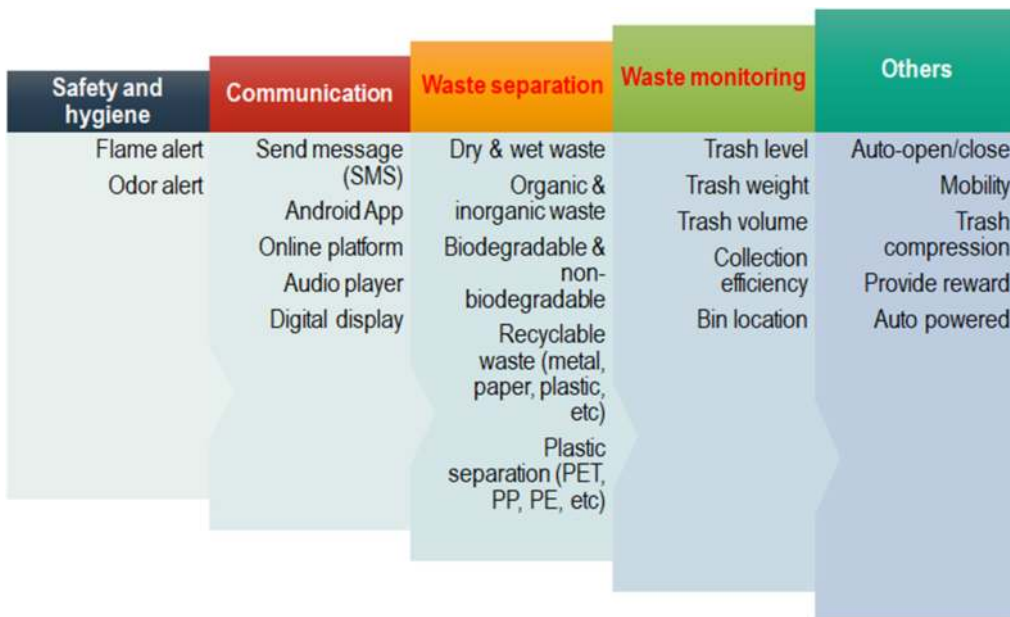 Safety and
hygiene
Flame alert
Odor alert
Communication
Send message
(SMS)
Android App
Online platform
Audio player
Digital display
Waste separation
Dry & wet waste
Organic &
inorganic waste
Biodegradable &
non-
biodegradable
Recyclable
waste (metal,
paper, plastic,
etc)
Plastic
separation (PET,
PP, PE, etc)
Waste monitoring
Trash level
Trash weight
Trash volume
Collection
efficiency
Bin location
Others
Auto-open/close
Mobility
Trash
compression
Provide reward
Auto powered